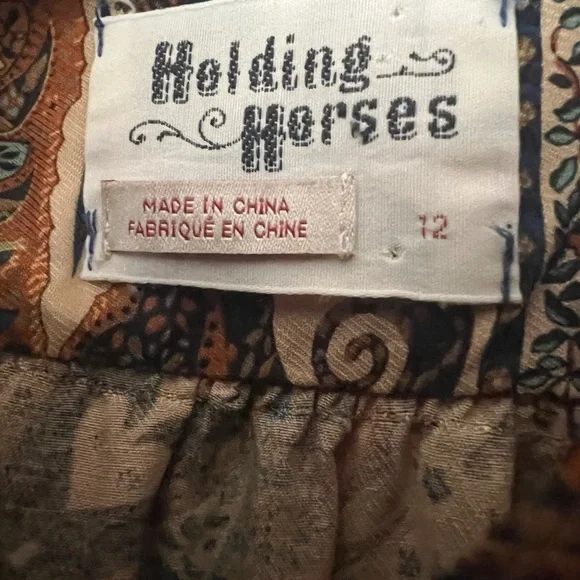 Holding
Horses
MADE IN CHINA
FABRIQUÉ EN CHINE
12